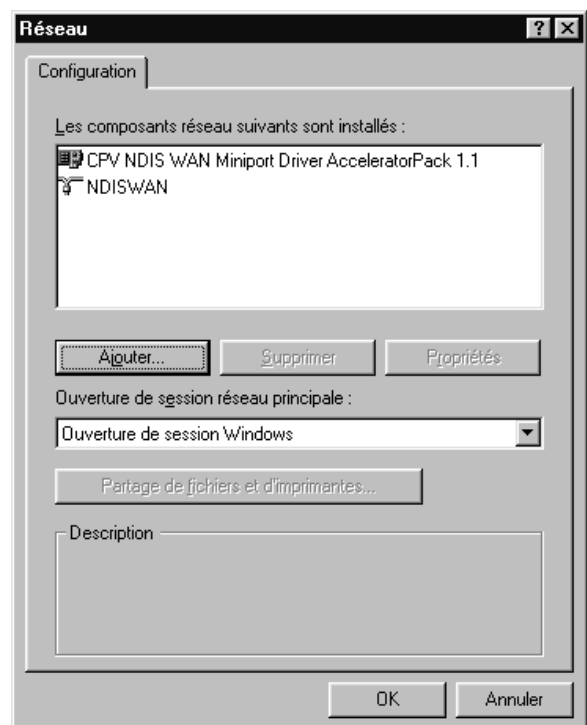 Réseau
Configuration
Les composants réseau suivants sont installés :
CPV NDIS WAN Miniport Driver AcceleratorPack 1.1
NDISWAN
Ajouter... Supprimer Propriétés
Ouverture de session réseau principale :
Ouverture de session Windows
Partage de fichiers et d'imprimantes...
Description
OK Annuler